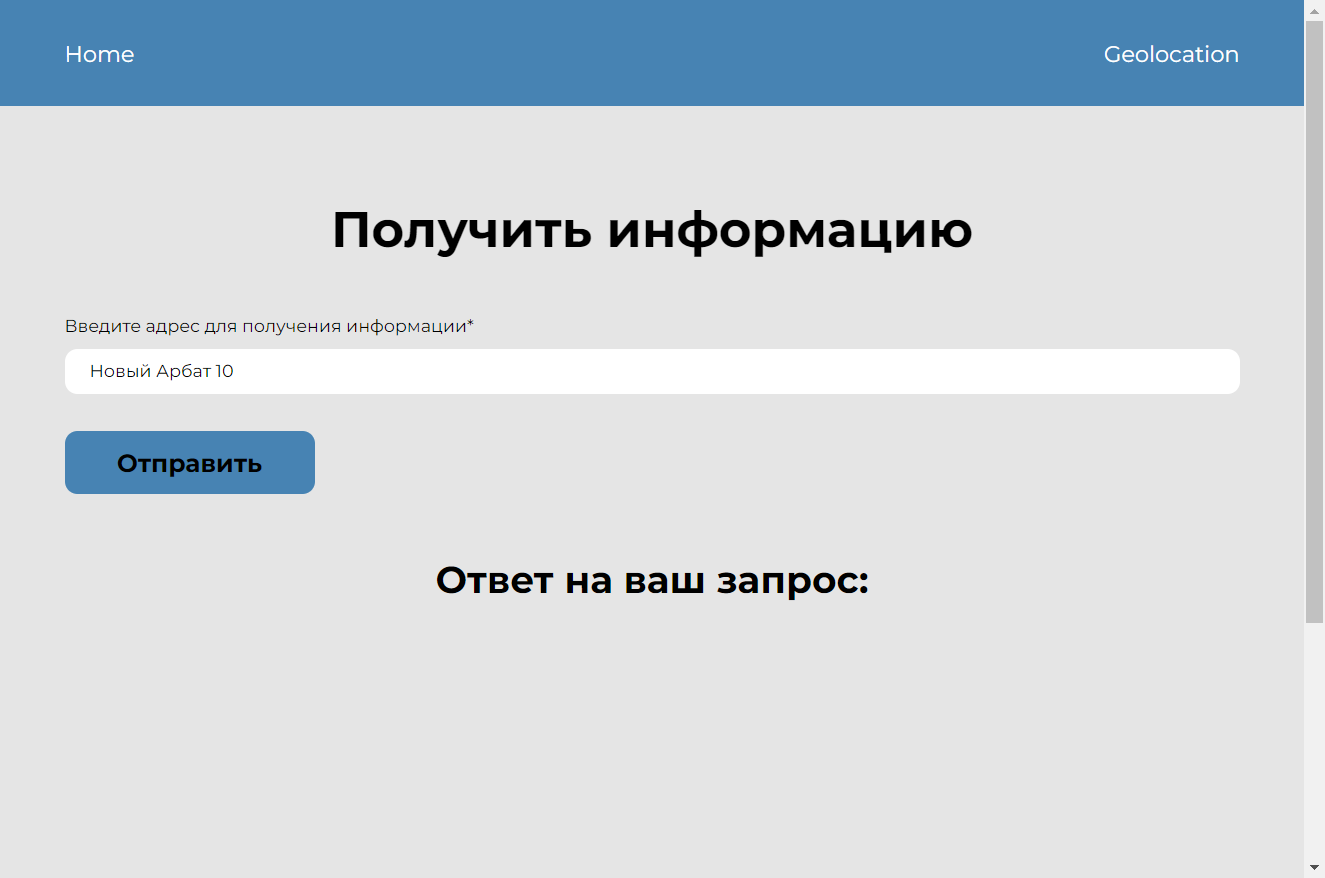 Home
Geolocation
Получить информацию
Введите адрес для получения информации*
Новый Арбат 10
Отправить
Ответ на ваш запрос: